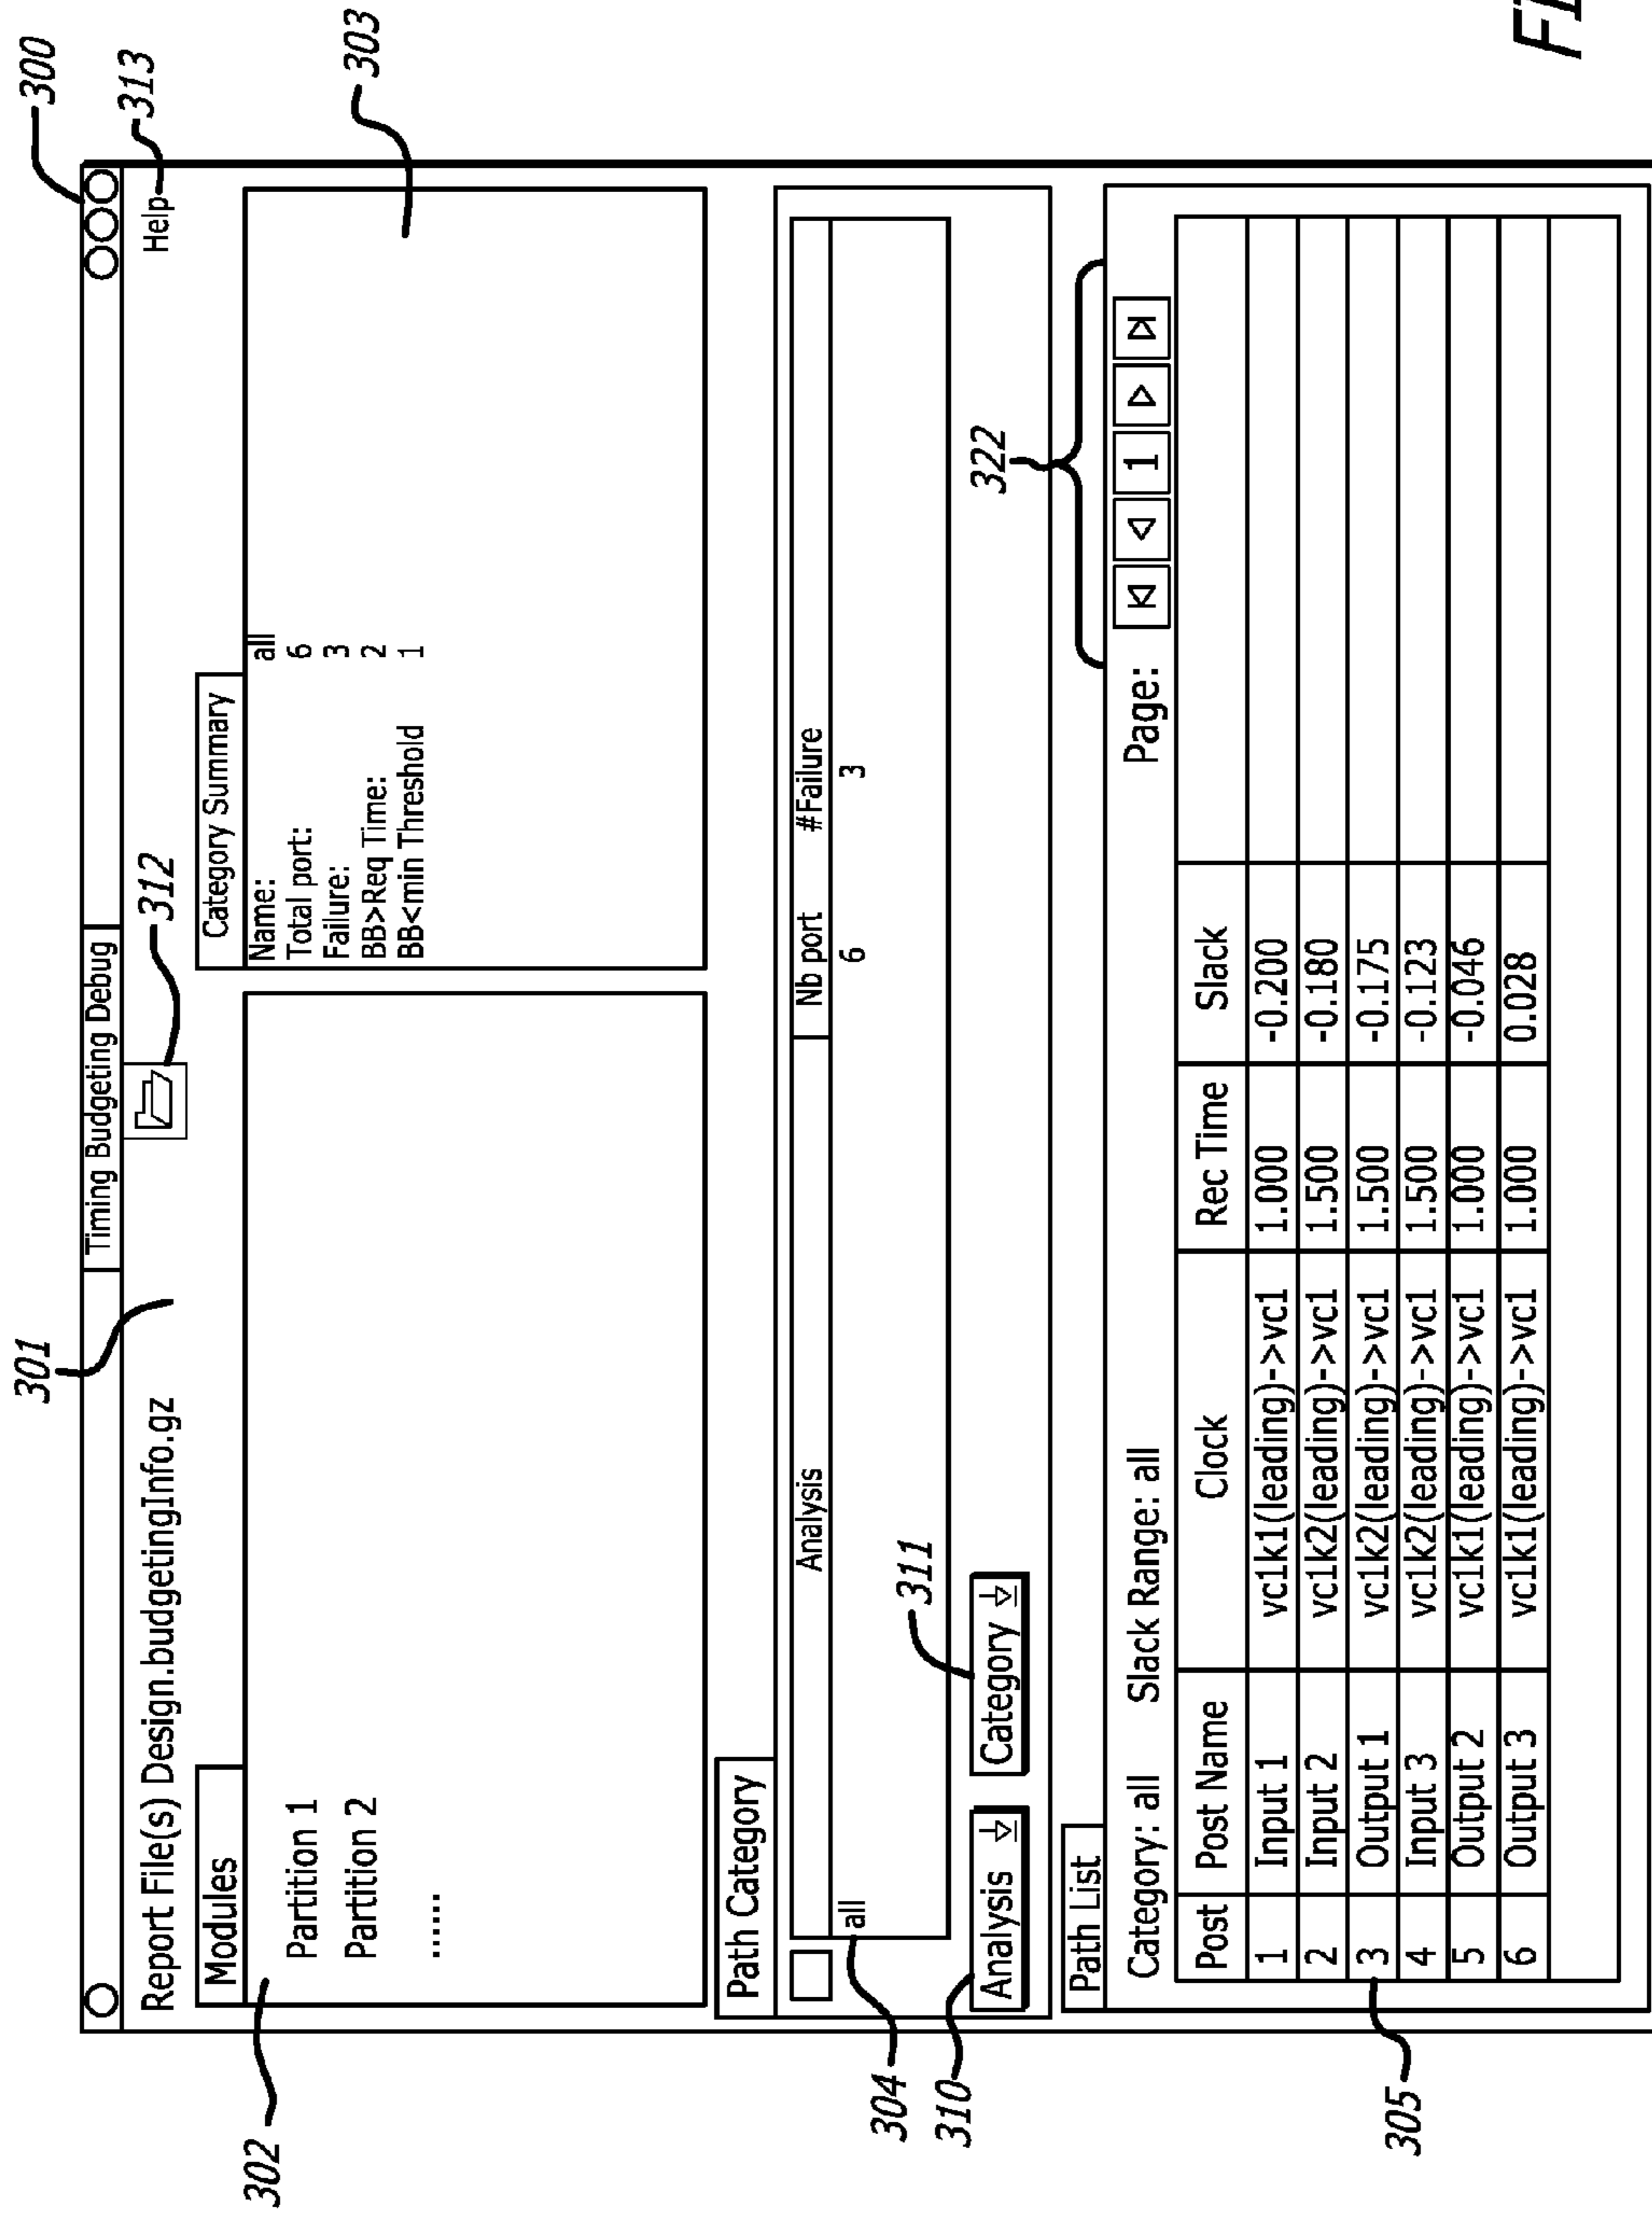 300
301
Timing Budgeting Debug
Report File(s) Design.budgetingInfo.gz
312
Help
313
Modules
Category Summary
302
Partition 1
Partition 2
......
Name: all
Total port: 6
Failure: 3
BB>Req Time: 2
BB<min Threshold 1
303
Path Category
Analysis Nb port #Failure
304
all 6 3
310
Analysis
311
Category
322
Path List
Category: all Slack Range: all Page: 1
Post Post Name Clock Rec Time Slack
1 Input 1 vc1k1(leading)->vc1 1.000 -0.200
2 Input 2 vc1k2(leading)->vc1 1.500 -0.180
3 Output 1 vc1k2(leading)->vc1 1.500 -0.175
4 Input 3 vc1k2(leading)->vc1 1.500 -0.123
5 Output 2 vc1k1(leading)->vc1 1.000 -0.046
6 Output 3 vc1k1(leading)->vc1 1.000 0.028
305